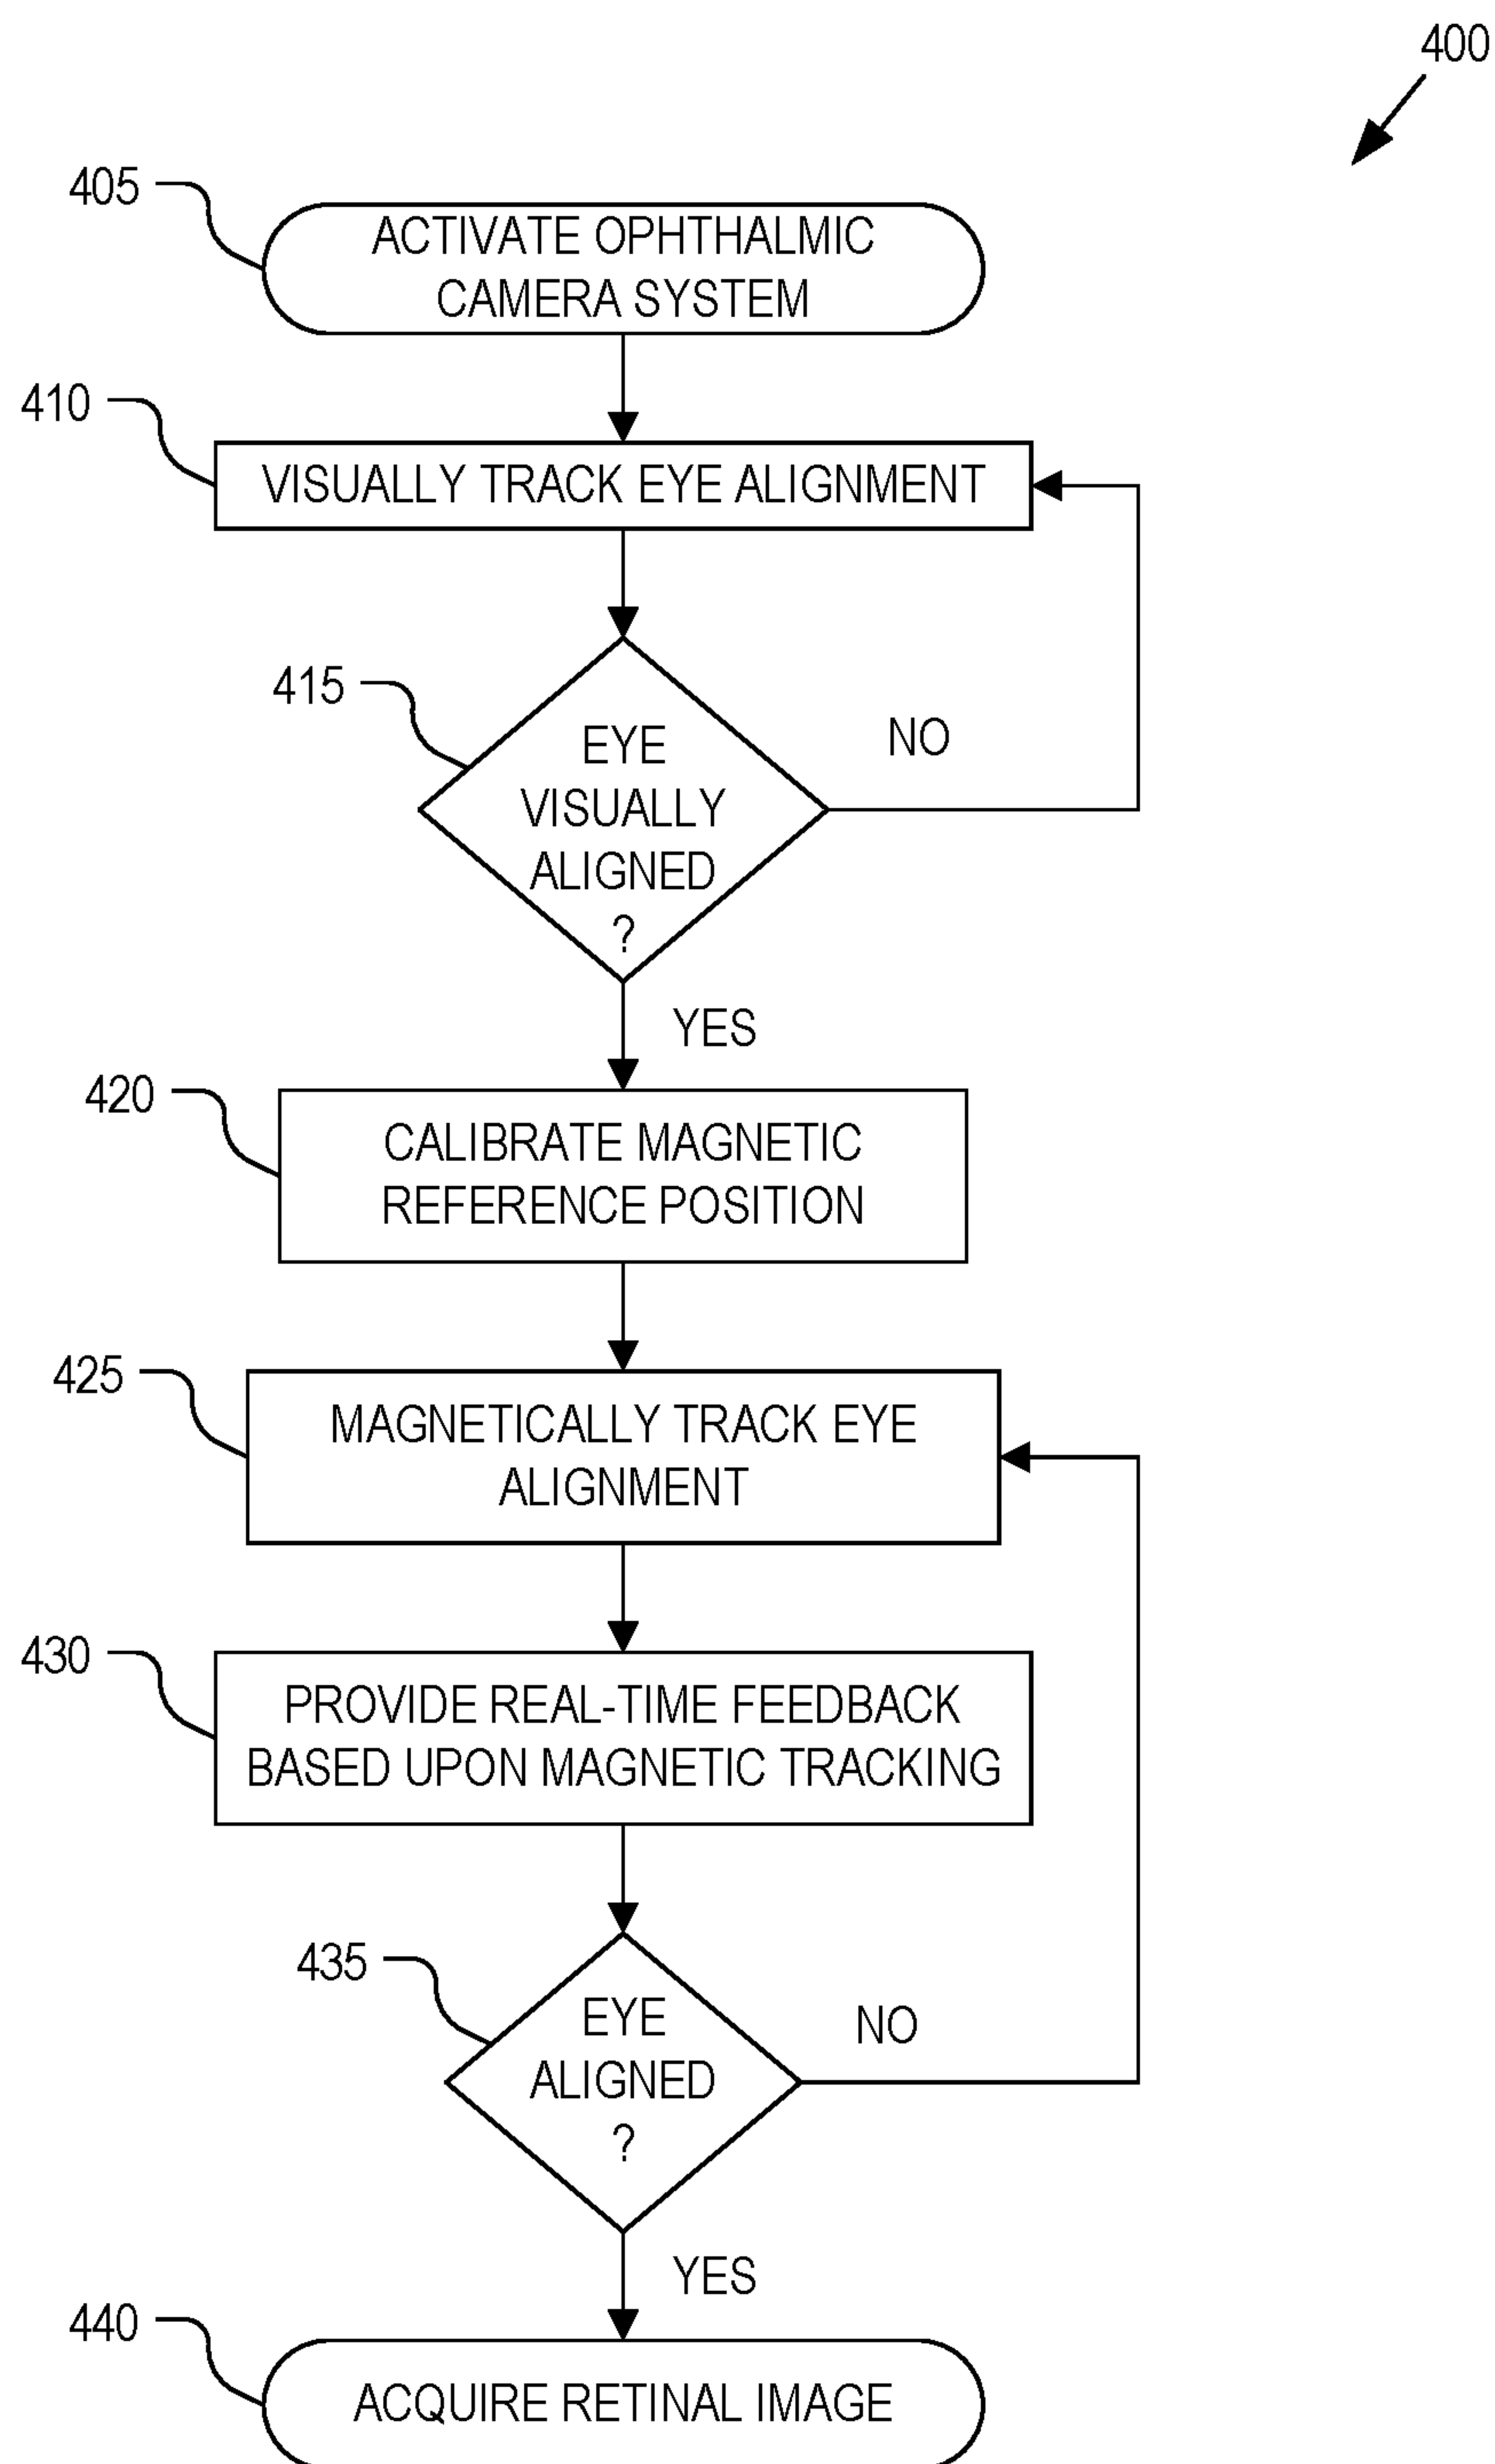 400
405
ACTIVATE OPHTHALMIC
CAMERA SYSTEM
410
VISUALLY TRACK EYE ALIGNMENT
415
EYE
VISUALLY
ALIGNED
?
NO
YES
420
CALIBRATE MAGNETIC
REFERENCE POSITION
425
MAGNETICALLY TRACK EYE
ALIGNMENT
430
PROVIDE REAL-TIME FEEDBACK
BASED UPON MAGNETIC TRACKING
435
EYE
ALIGNED
?
NO
YES
440
ACQUIRE RETINAL IMAGE